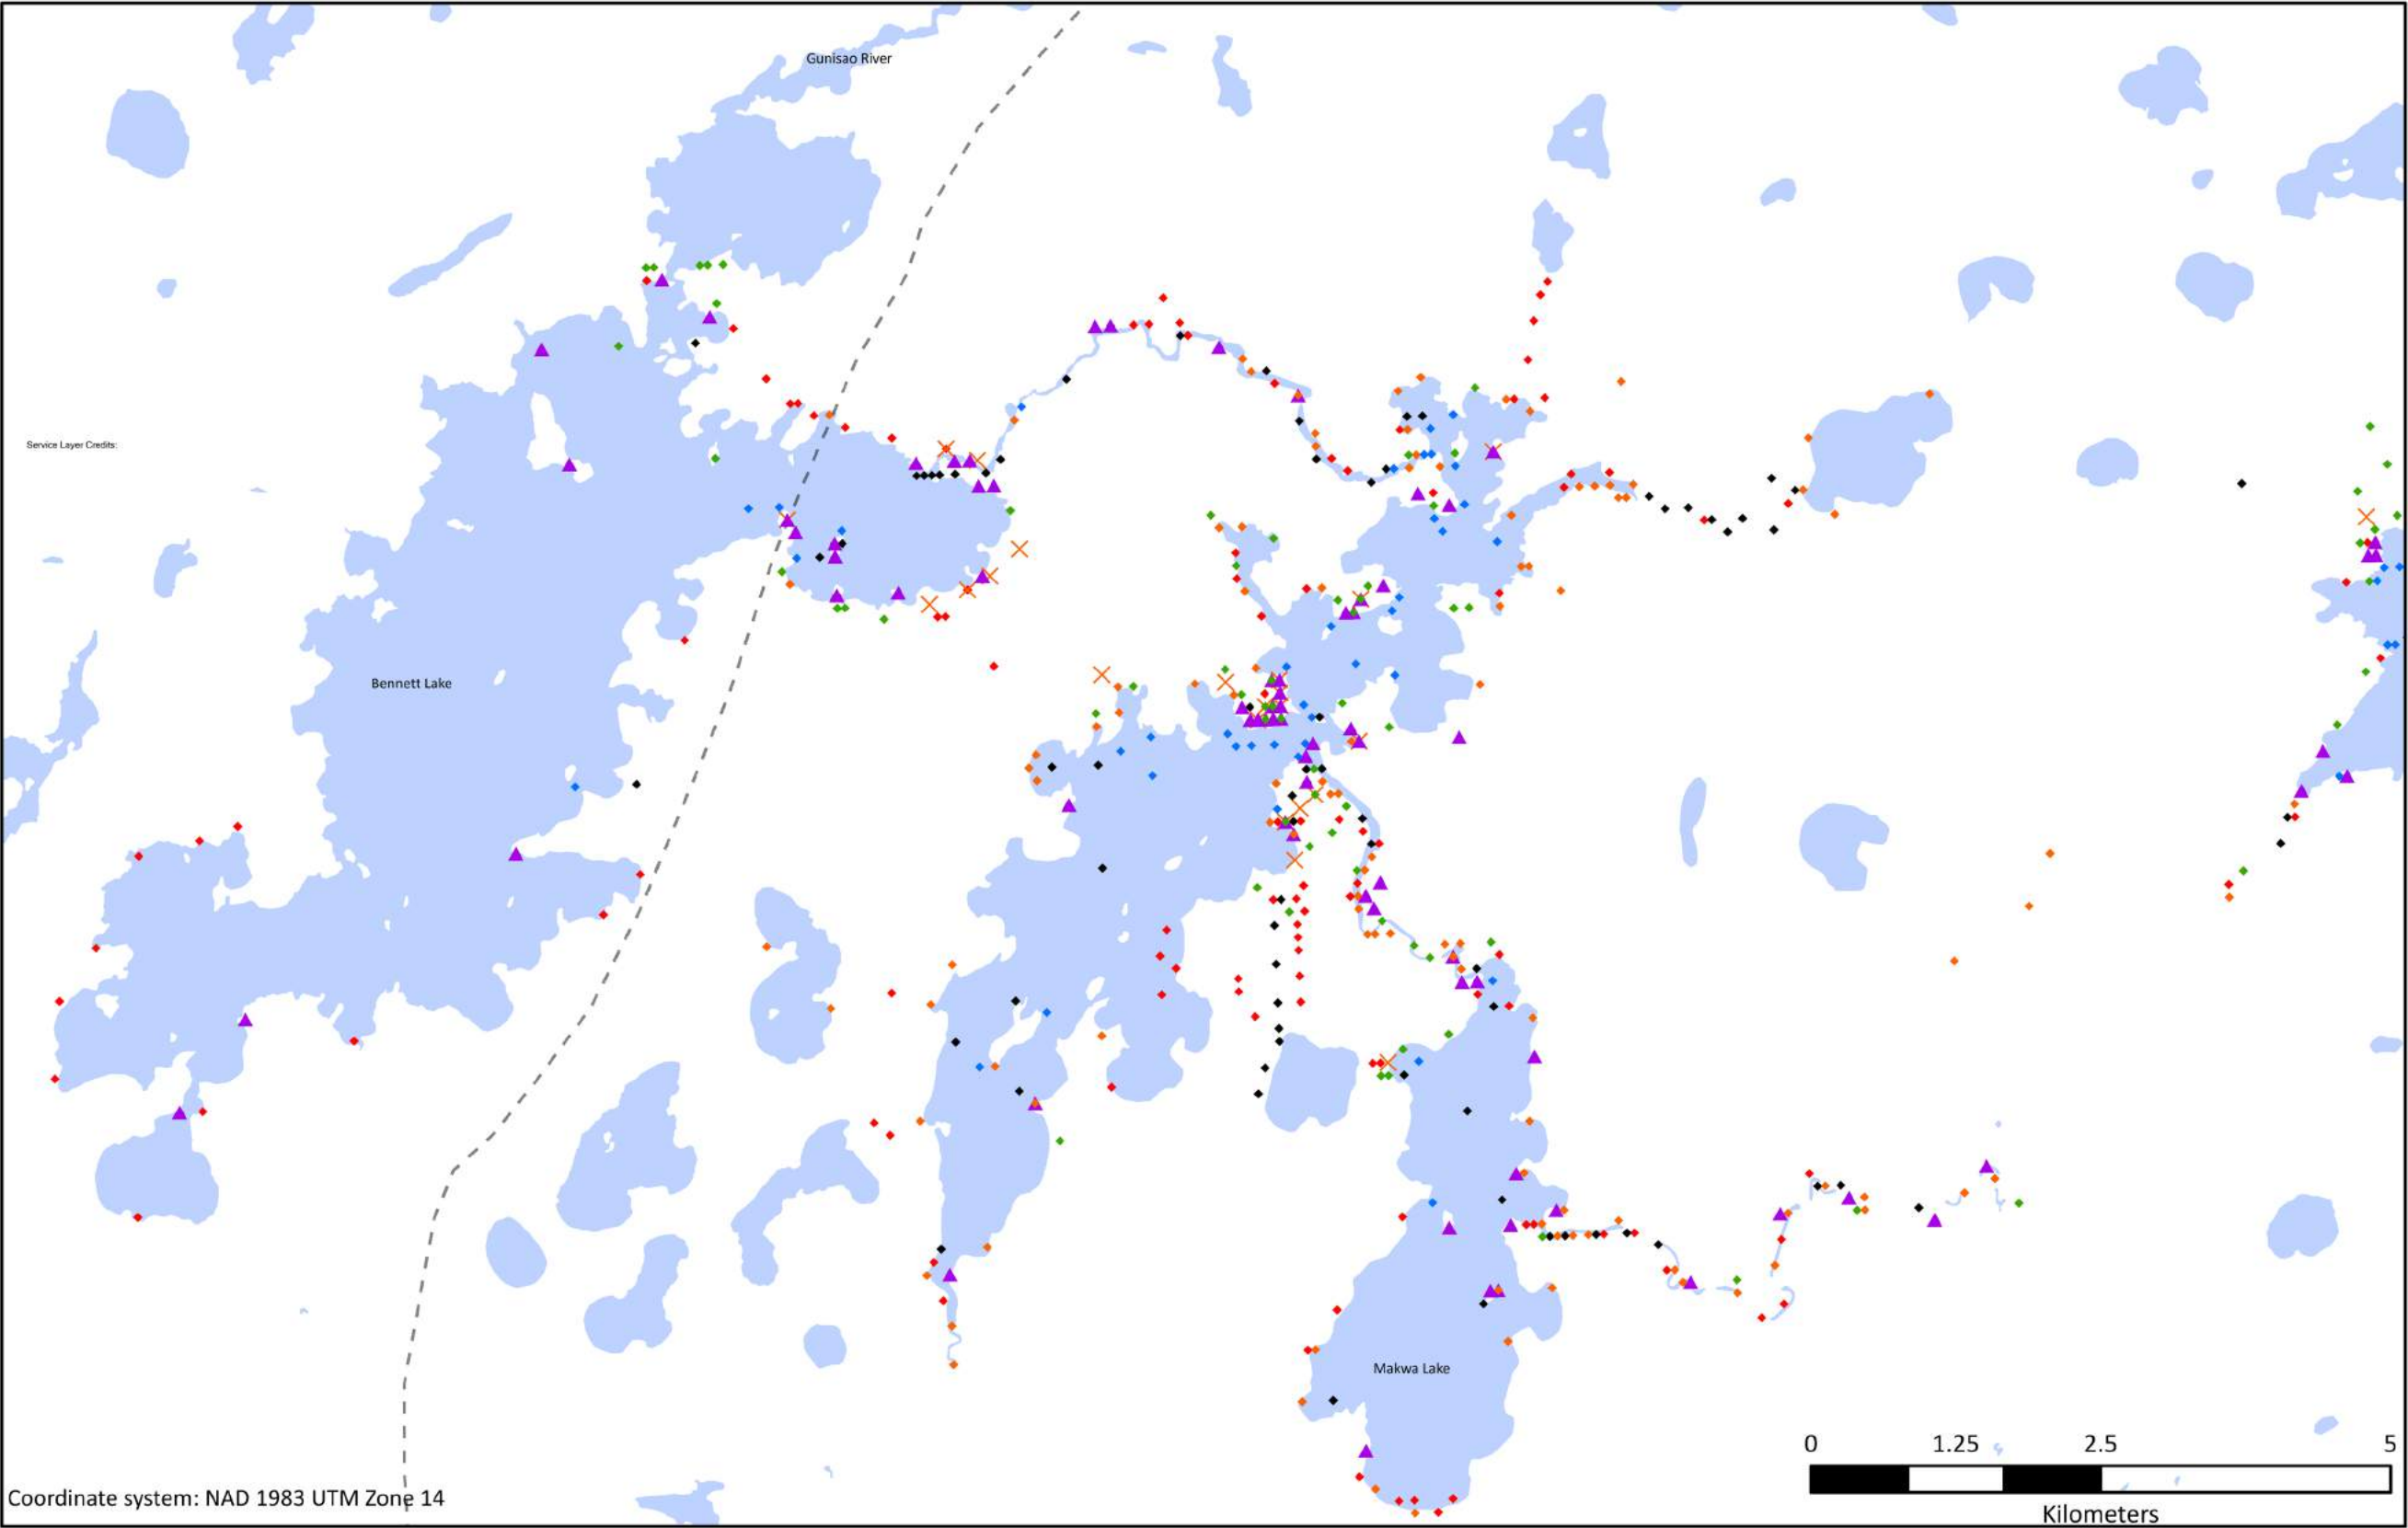 Gunisao River
Service Layer Credits:
Bennett Lake
Makwa Lake
0 1.25 2.5 5
Kilometers
Coordinate system: NAD 1983 UTM Zone 14